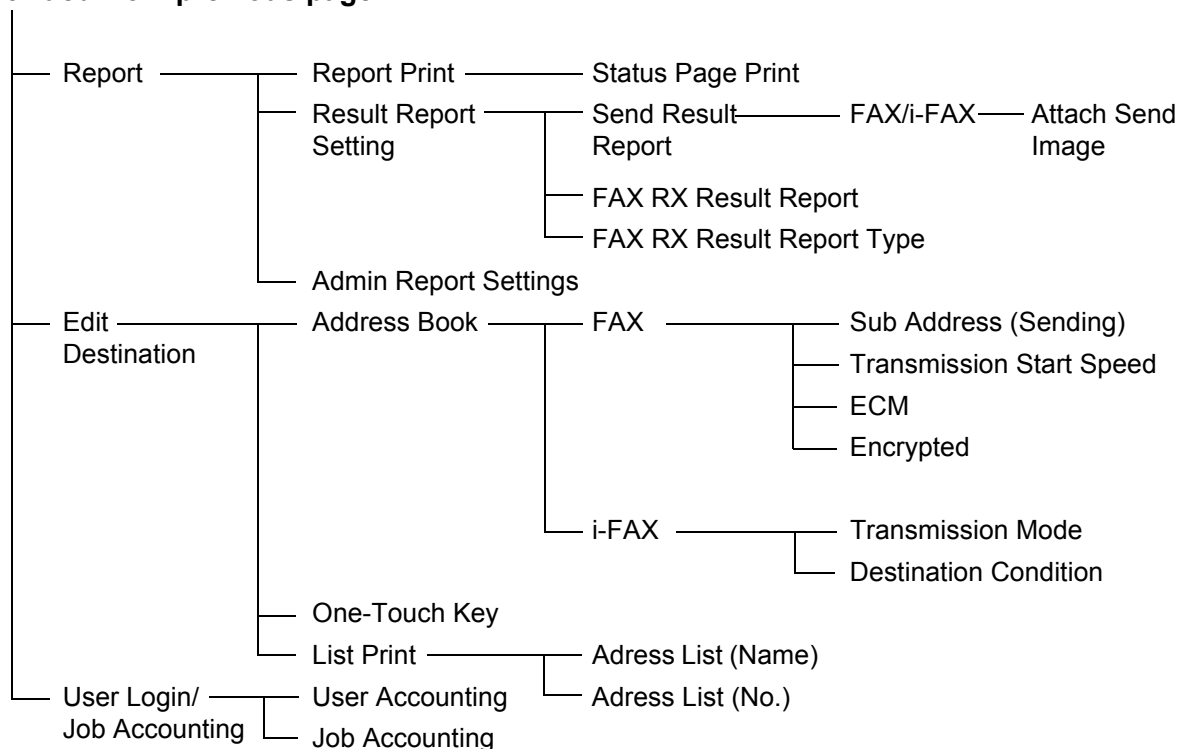 Report Report Print Status Page Print
Result Report Setting Send Result Report FAX/i-FAX Attach Send Image
FAX RX Result Report
FAX RX Result Report Type
Admin Report Settings
Edit Destination Address Book FAX Sub Address (Sending)
Transmission Start Speed
ECM
Encrypted
i-FAX Transmission Mode
Destination Condition
One-Touch Key
List Print Adress List (Name)
User Login/ Job Accounting User Accounting Adress List (No.)
Job Accounting